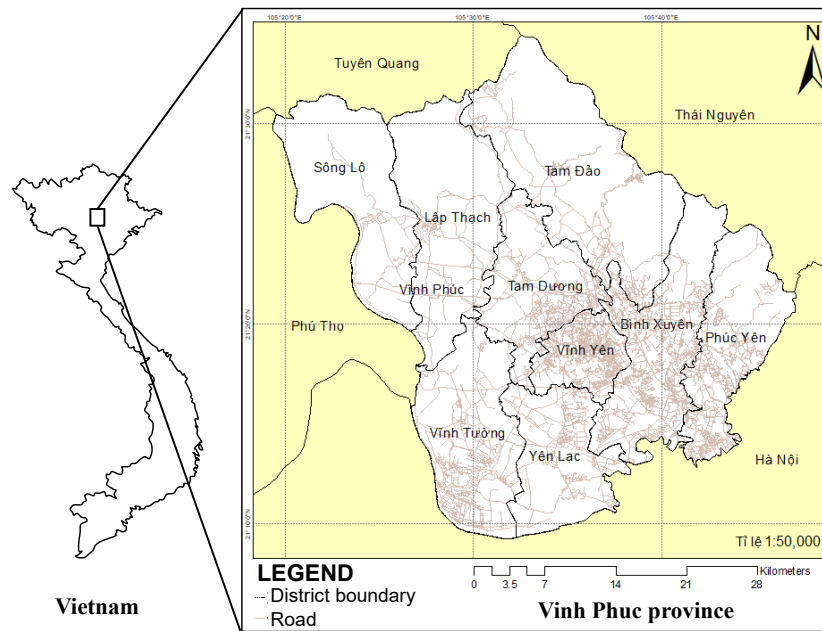 105°20'0"E
105°30'0"E
105°40'0"E
N
Tuyên Quang
Thái Nguyên
21°30'0"N
Sông Lô
Tam Đảo
Lập Thạch
Vĩnh Phúc
Tam Dương
Phú Thọ
21°20'0"N
Bình Xuyên
Phúc Yên
Vĩnh Yên
Vĩnh Tường
Yên Lạc
Hà Nội
21°10'0"N
Tỉ lệ 1:50,000
LEGEND
District boundary
Road
Kilometers
0 3.5 7 14 21 28
Vietnam
Vinh Phuc province